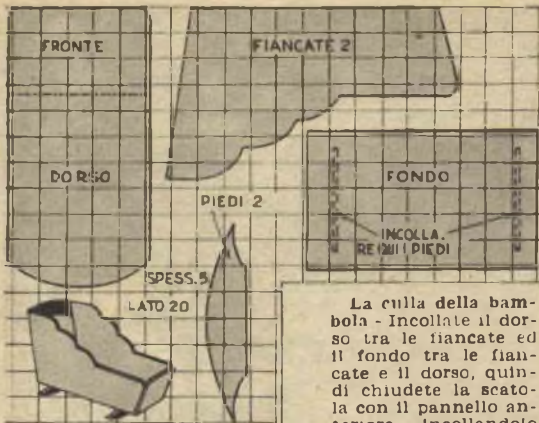 FRONTE
FIANCATE 2
DORSO
FONDO
PIEDI 2
INCOLLA.
RE QUI I PIEDI
SPESS. 5
LATO 20
La culla della bam-
bola - Incollate il dor-
so tra le fiancate ed
il fondo tra le fian-
cate e il dorso, quin-
di chiudete la scato-
la con il pannello an-
teriore, incollandolo